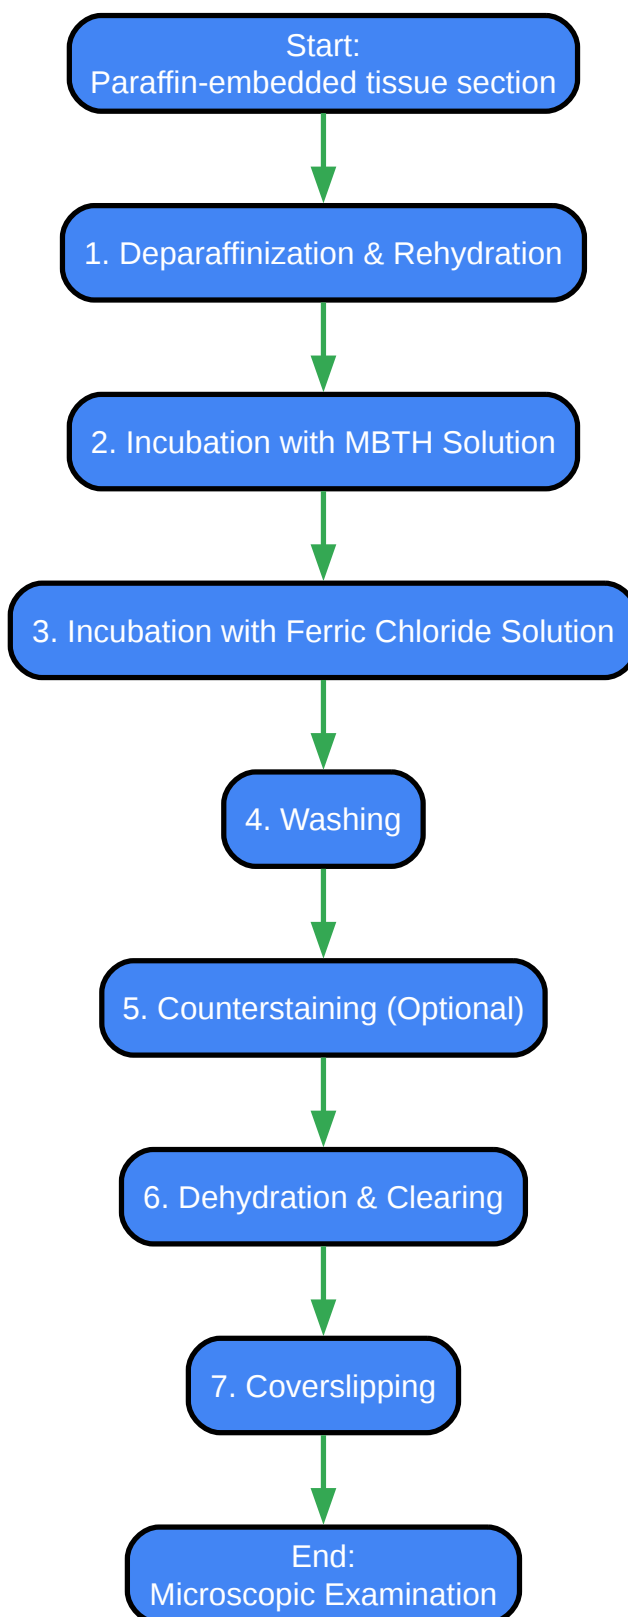 Start:
Paraffin-embedded tissue section
1. Deparaffinization & Rehydration
2. Incubation with MBTH Solution
3. Incubation with Ferric Chloride Solution
4. Washing
5. Counterstaining (Optional)
6. Dehydration & Clearing
7. Coverslipping
End:
Microscopic Examination